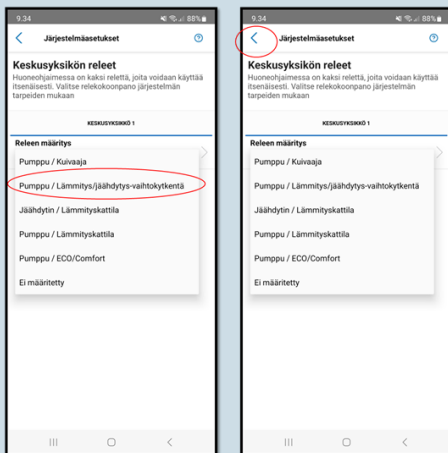 9.34
88%
Järjestelmäasetukset
Keskusyksikön releet
Huoneohjaimessa on kaksi relettä, joita voidaan käyttää
itsenäisesti. Valitse relekokoonpano järjestelmän
tarpeiden mukaan
KESKUSYKSIKKÖ 1
Releen määritys
Pumppu / Kuivaaja
Pumppu / Lämmitys/jäähdytys-vaihtokytkentä
Jäähdytin / Lämmityskattila
Pumppu / Lämmityskattila
Pumppu / ECO/Comfort
Ei määritetty
9.34
88%
Järjestelmäasetukset
Keskusyksikön releet
Huoneohjaimessa on kaksi relettä, joita voidaan käyttää
itsenäisesti. Valitse relekokoonpano järjestelmän
tarpeiden mukaan
KESKUSYKSIKKÖ 1
Releen määritys
Pumppu / Kuivaaja
Pumppu / Lämmitys/jäähdytys-vaihtokytkentä
Jäähdytin / Lämmityskattila
Pumppu / Lämmityskattila
Pumppu / ECO/Comfort
Ei määritetty